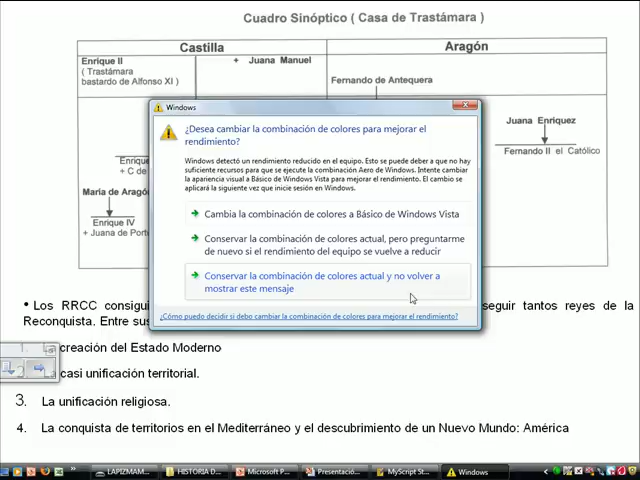 Cuadro Sinóptico ( Casa de Trastámara )
Castilla
Aragón
Enrique II
( Trastámara
bastardo de Alfonso XI )
+ Juana Manuel
Fernando de Antequera
Juana Enriquez
Fernando II el Católico
+ C de
Maria de Aragón
Enrique IV
+ Juana de
Windows
¿Desea cambiar la combinación de colores para mejorar el
rendimiento?
Windows detectó un rendimiento reducido en el equipo. Esto se puede deber a que no hay
suficiente recursos para que se ejecute la combinación Aero de Windows. Intente cambiar
la apariencia visual a Básico de Windows Vista para mejorar el rendimiento. El cambio se
aplicará la siguiente vez que inicie sesión en Windows.
Cambia la combinación de colores a Básico de Windows Vista
Conservar la combinación de colores actual, pero preguntarme
de nuevo si el rendimiento del equipo se vuelve a reducir
Conservar la combinación de colores actual y no volver a
mostrar este mensaje
¿Cómo puedo decidir si debo cambiar la combinación de colores para mejorar el rendimiento?
• Los RRCC seguir tantos reyes de la
Reconquista. Entre
creación del Estado Moderno
La casi unificación territorial.
3. La unificación religiosa.
4. La conquista de territorios en el Mediterráneo y el descubrimiento de un Nuevo Mundo: América
LAPIZMAM...
HISTORIA D...
Microsoft P...
Presentació...
MyScript St...
Windows
ES